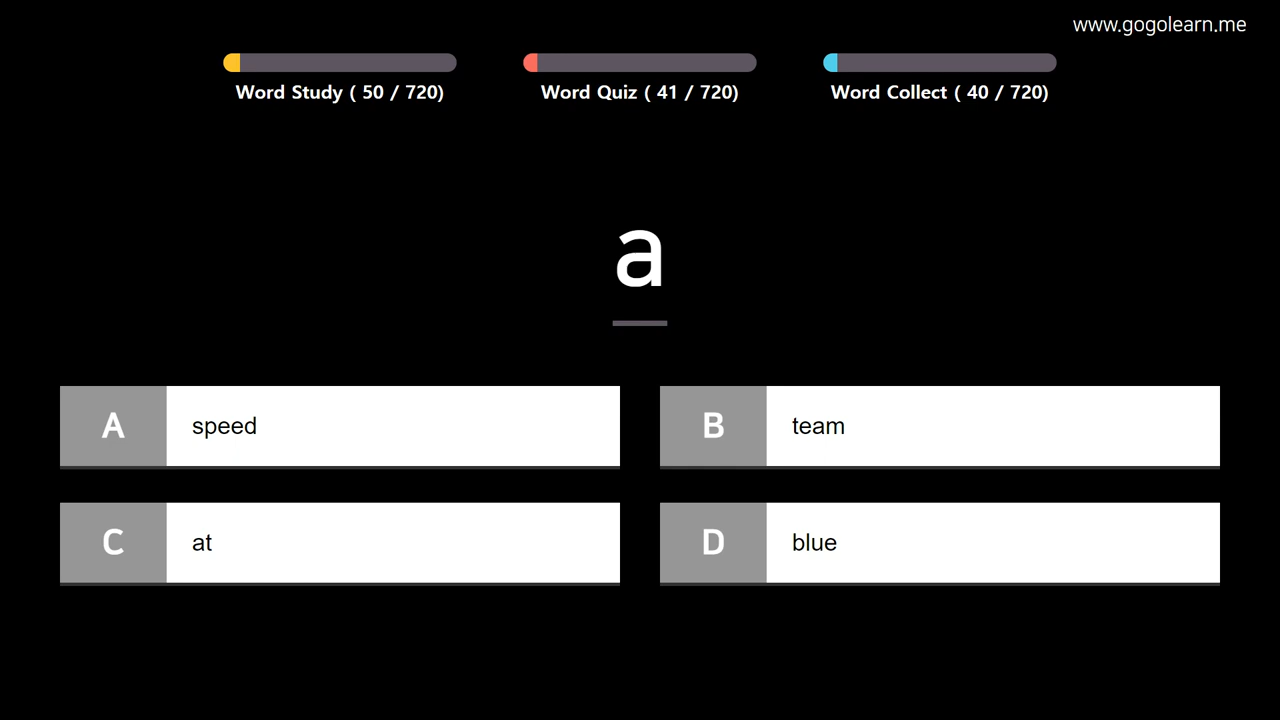 www.gogolearn.me
Word Study ( 50 / 720)
Word Quiz ( 41 / 720)
Word Collect ( 40 / 720)
a
A speed
B team
C at
D blue